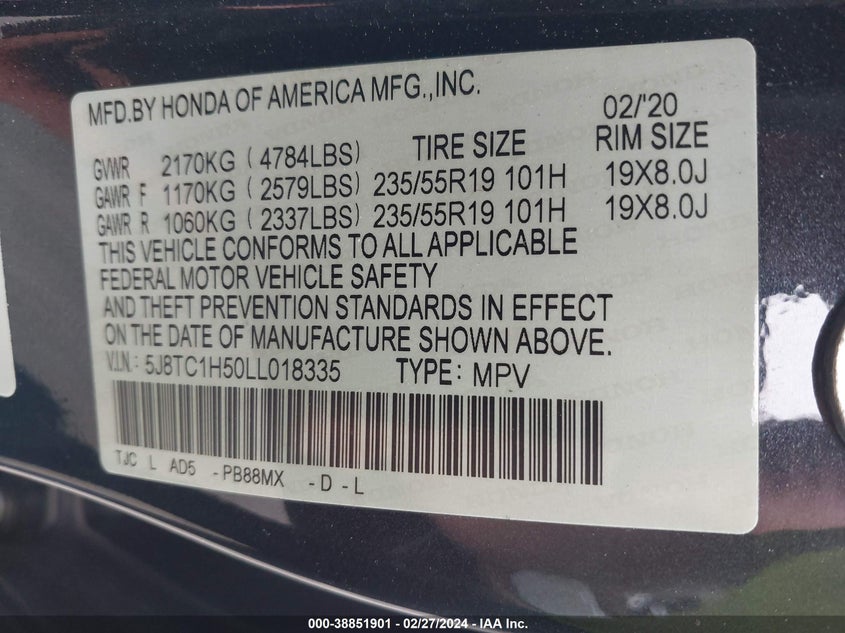 MFD.BY HONDA OF AMERICA MFG.,INC. 02/'20
GVWR 2170KG ( 4784LBS) TIRE SIZE RIM SIZE
GAWR F 1170KG ( 2579LBS) 235/55R19 101H 19X8.0J
GAWR R 1060KG ( 2337LBS) 235/55R19 101H 19X8.0J
THIS VEHICLE CONFORMS TO ALL APPLICABLE
FEDERAL MOTOR VEHICLE SAFETY
AND THEFT PREVENTION STANDARDS IN EFFECT
ON THE DATE OF MANUFACTURE SHOWN ABOVE.
V.I.N.: 5J8TC1H50LL018335 TYPE: MPV
TJC L AD5 -PB88MX -D -L
000-38851901 - 02/27/2024 - IAA Inc.